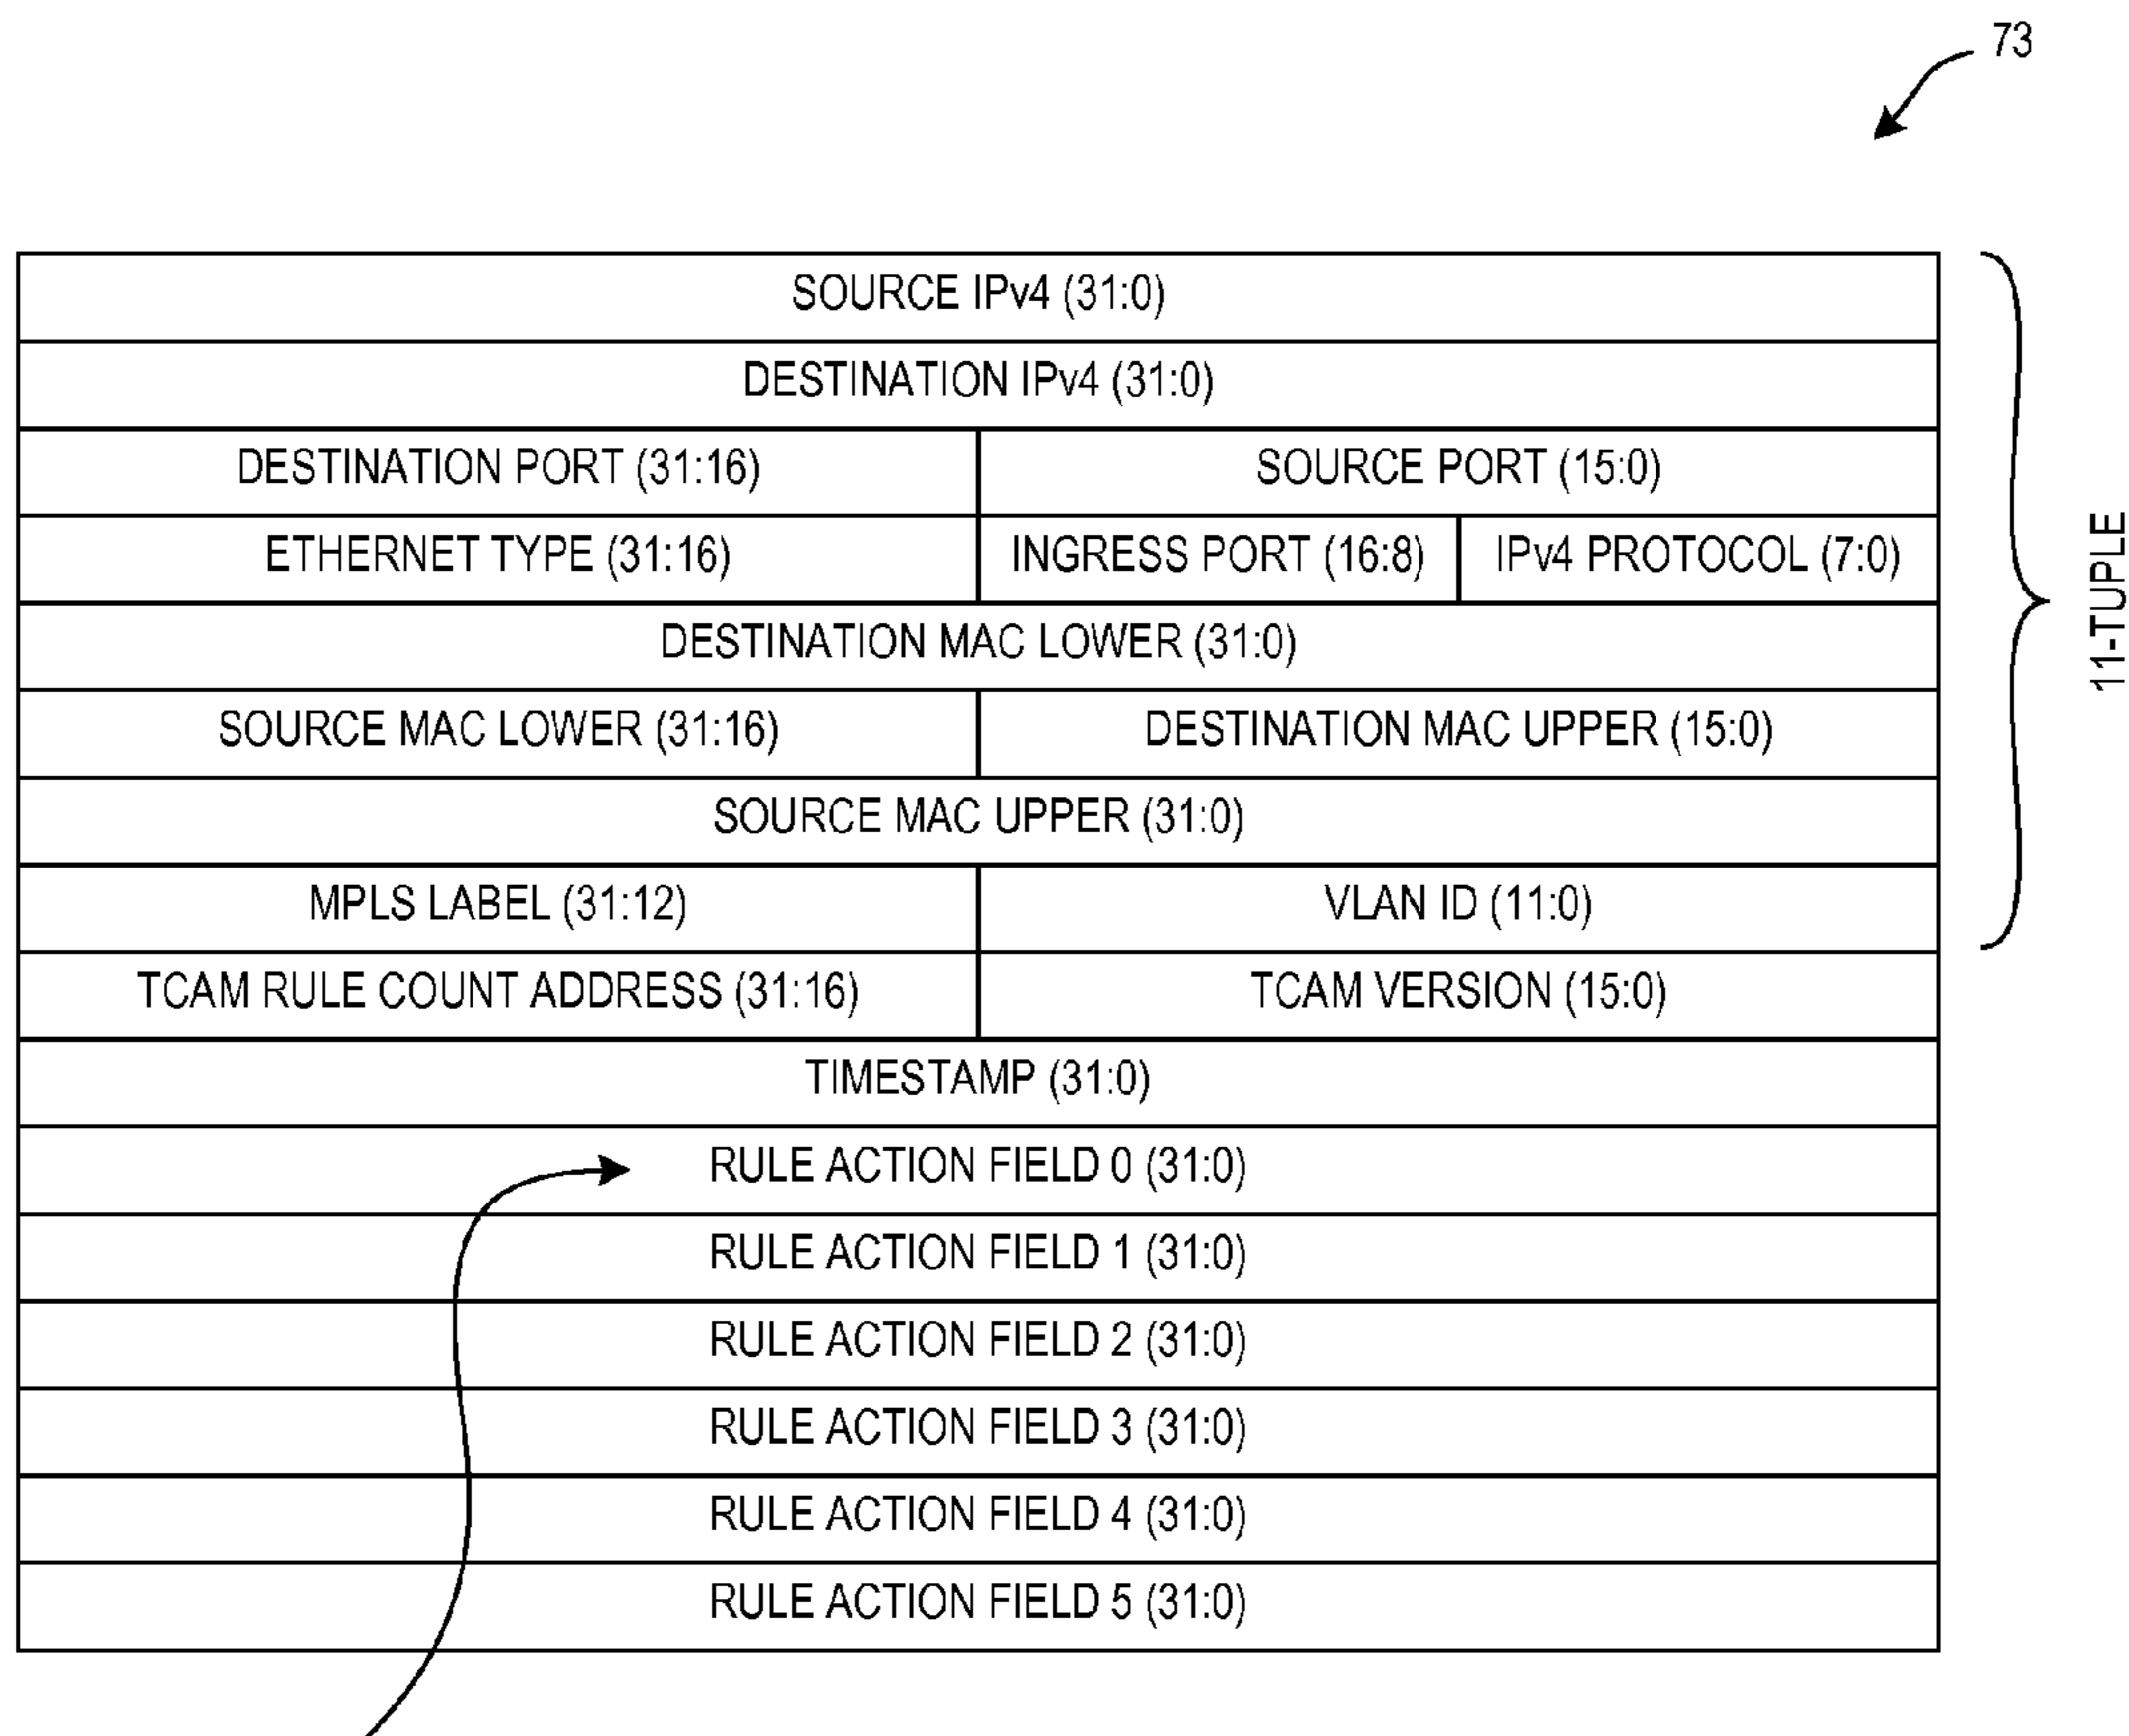 73
SOURCE IPv4 (31:0)
DESTINATION IPv4 (31:0)
DESTINATION PORT (31:16) SOURCE PORT (15:0)
ETHERNET TYPE (31:16) INGRESS PORT (16:8) IPv4 PROTOCOL (7:0)
DESTINATION MAC LOWER (31:0)
SOURCE MAC LOWER (31:16) DESTINATION MAC UPPER (15:0)
SOURCE MAC UPPER (31:0)
MPLS LABEL (31:12) VLAN ID (11:0)
TCAM RULE COUNT ADDRESS (31:16) TCAM VERSION (15:0)
TIMESTAMP (31:0)
RULE ACTION FIELD 0 (31:0)
RULE ACTION FIELD 1 (31:0)
RULE ACTION FIELD 2 (31:0)
RULE ACTION FIELD 3 (31:0)
RULE ACTION FIELD 4 (31:0)
RULE ACTION FIELD 5 (31:0)
11-TUPLE